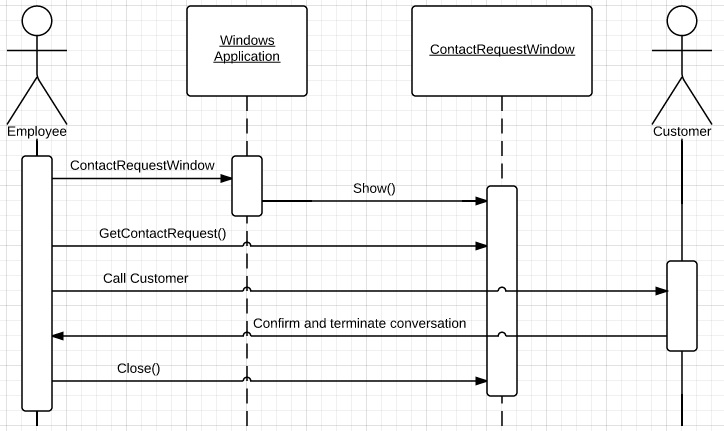 Windows
Application
ContactRequestWindow
Employee
Customer
ContactRequestWindow
Show()
GetContactRequest()
Call Customer
Confirm and terminate conversation
Close()